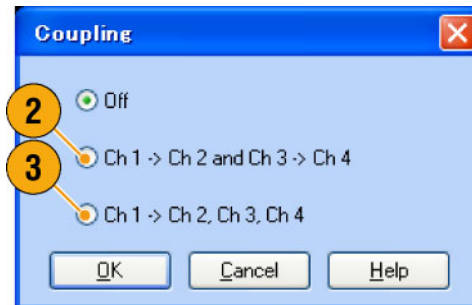 Coupling
Off
2
Ch 1 -> Ch 2 and Ch 3 -> Ch 4
3
Ch 1 -> Ch 2, Ch 3, Ch 4
OK Cancel Help